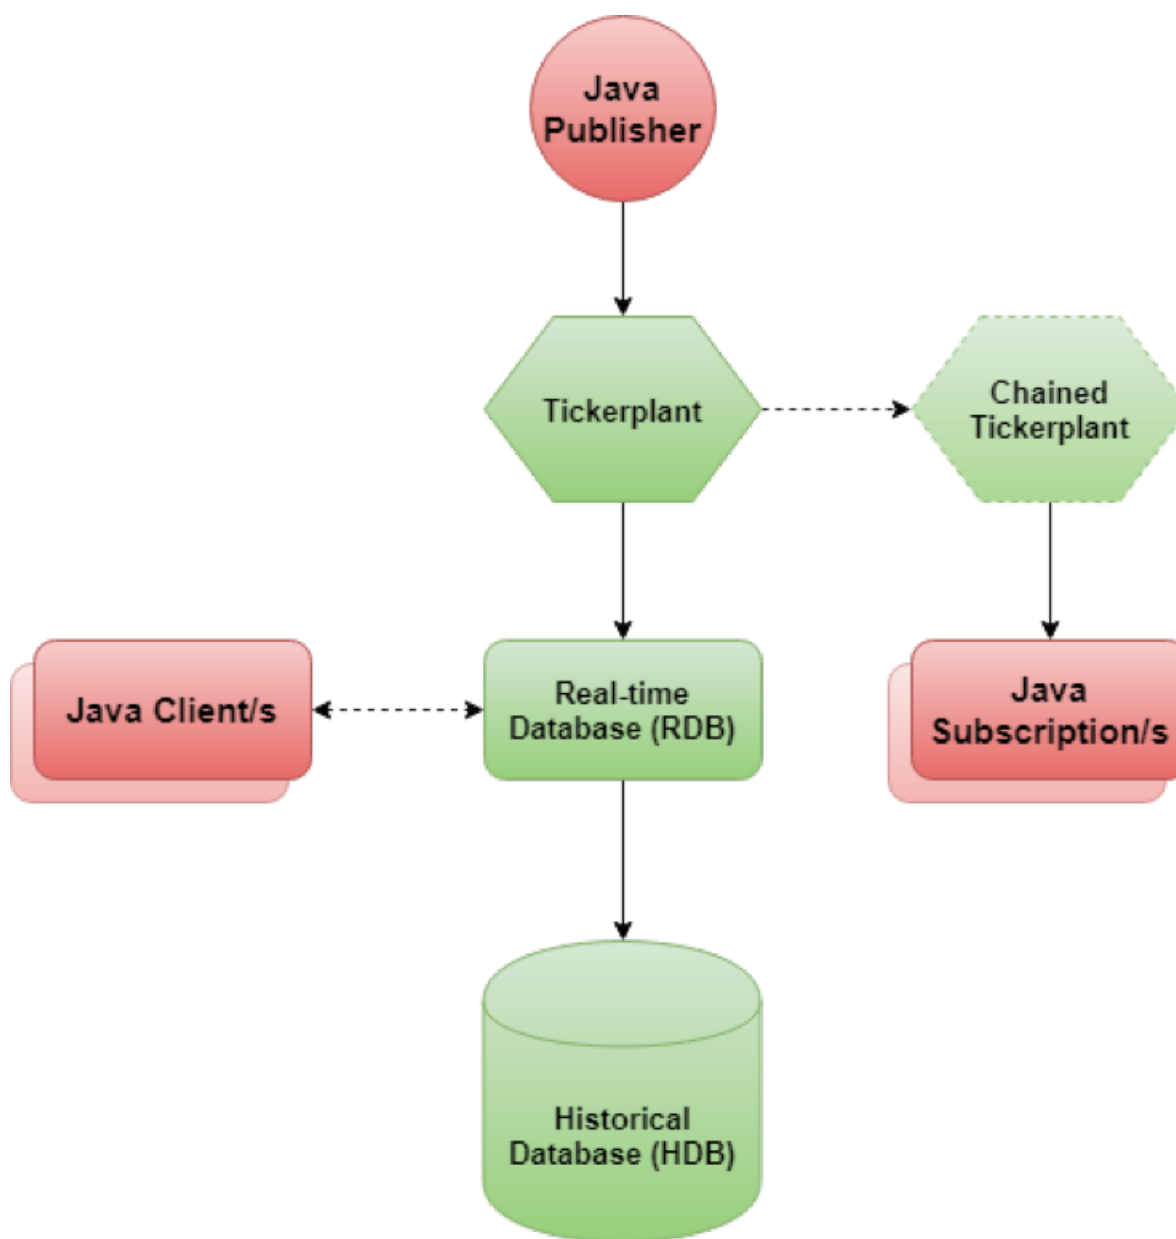 Java
Publisher
Tickerplant
Chained
Tickerplant
Java Client/s
Real-time
Database (RDB)
Java
Subscription/s
Historical
Database (HDB)